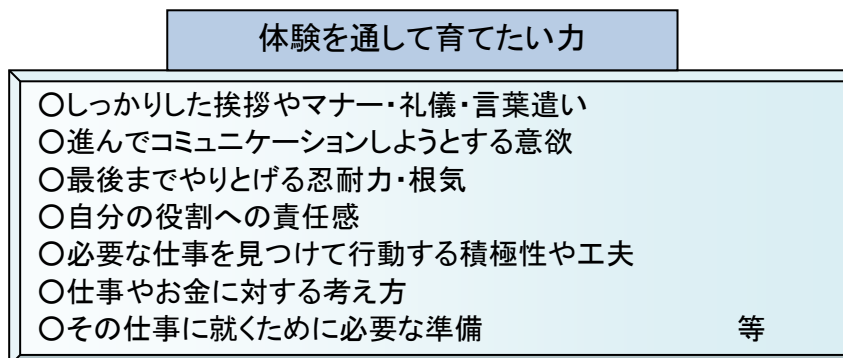 体験を通して育てたい力
○しっかりした挨拶やマナー・礼儀・言葉遣い
○進んでコミュニケーションしようとする意欲
○最後までやりとげる忍耐力・根気
○自分の役割への責任感
○必要な仕事を見つけて行動する積極性や工夫
○仕事やお金に対する考え方
○その仕事に就くために必要な準備　等